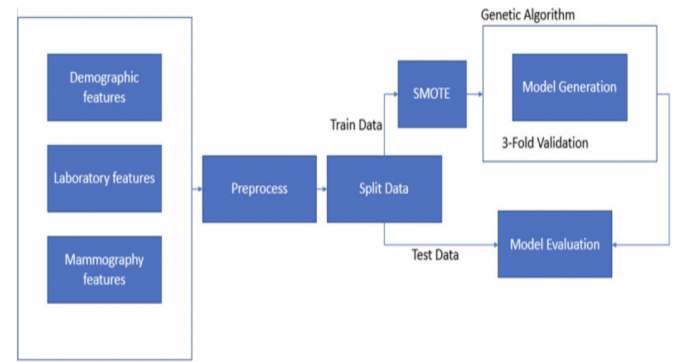 Genetic Algorithm
Demographic
features
SMOTE
Model Generation
Train Data
3-Fold Validation
Laboratory features
Preprocess
Split Data
Mammography
features
Test Data
Model Evaluation